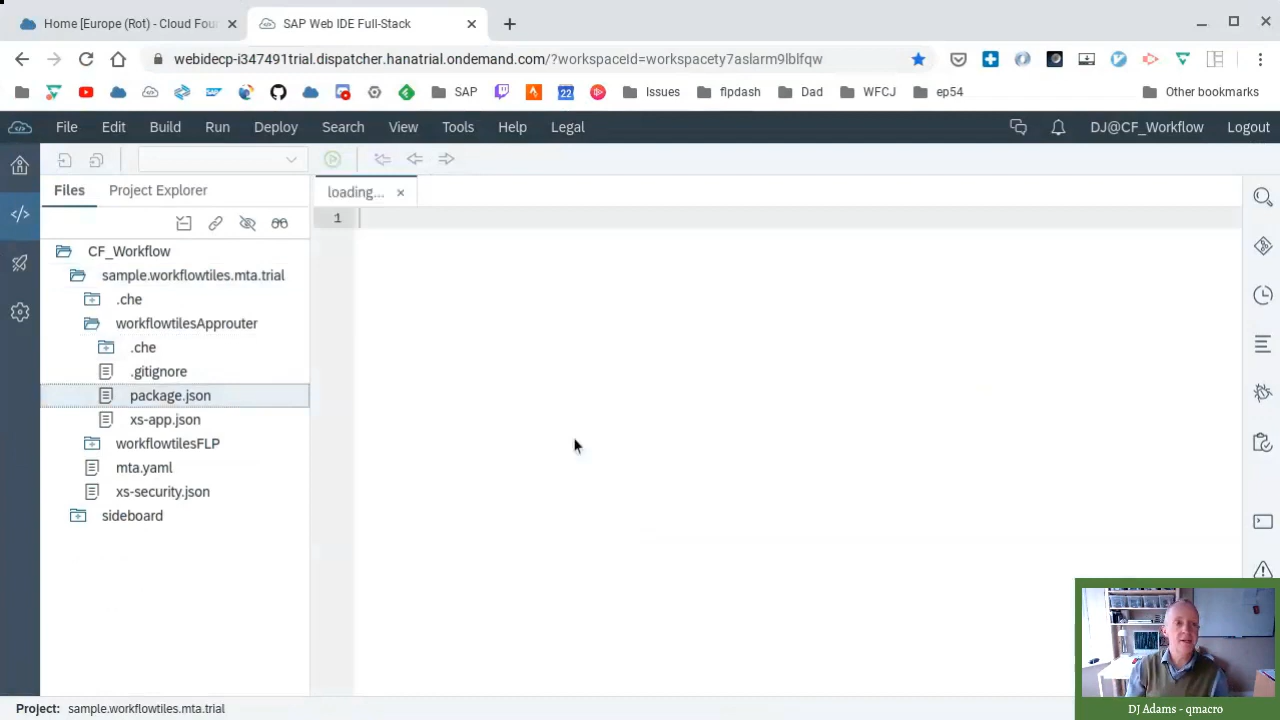 Home [Europe (Rot) - Cloud Fou
SAP Web IDE Full-Stack
webidecp-i347491trial.dispatcher.hanatrial.ondemand.com/?workspaceId=workspacety7aslarm9lblfqw
SAP
22
Issues
flpdash
Dad
WFCJ
ep54
Other bookmarks
File Edit Build Run Deploy Search View Tools Help Legal
DJ@CF_Workflow Logout
Files Project Explorer
loading...
1
CF_Workflow
sample.workflowtiles.mta.trial
.che
workflowtilesApprouter
.che
.gitignore
package.json
xs-app.json
workflowtilesFLP
mta.yaml
xs-security.json
sideboard
Project: sample.workflowtiles.mta.trial
DJ Adams - qmacro